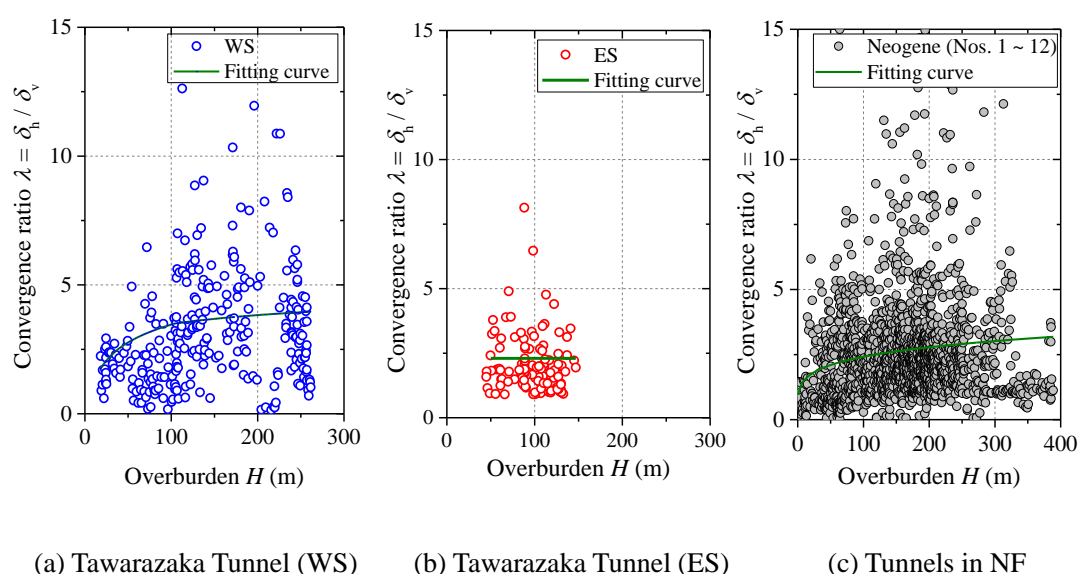 15
10
5
0
0
100
200
300
Convergence ratio λ = δh / δv
Overburden H (m)
WS
Fitting curve
(a) Tawarazaka Tunnel (WS)
15
10
5
0
0
100
200
300
Convergence ratio λ = δh / δv
Overburden H (m)
ES
Fitting curve
(b) Tawarazaka Tunnel (ES)
15
10
5
0
0
100
200
300
400
Convergence ratio λ = δh / δv
Overburden H (m)
Neogene (Nos. 1 ~ 12)
Fitting curve
(c) Tunnels in NF